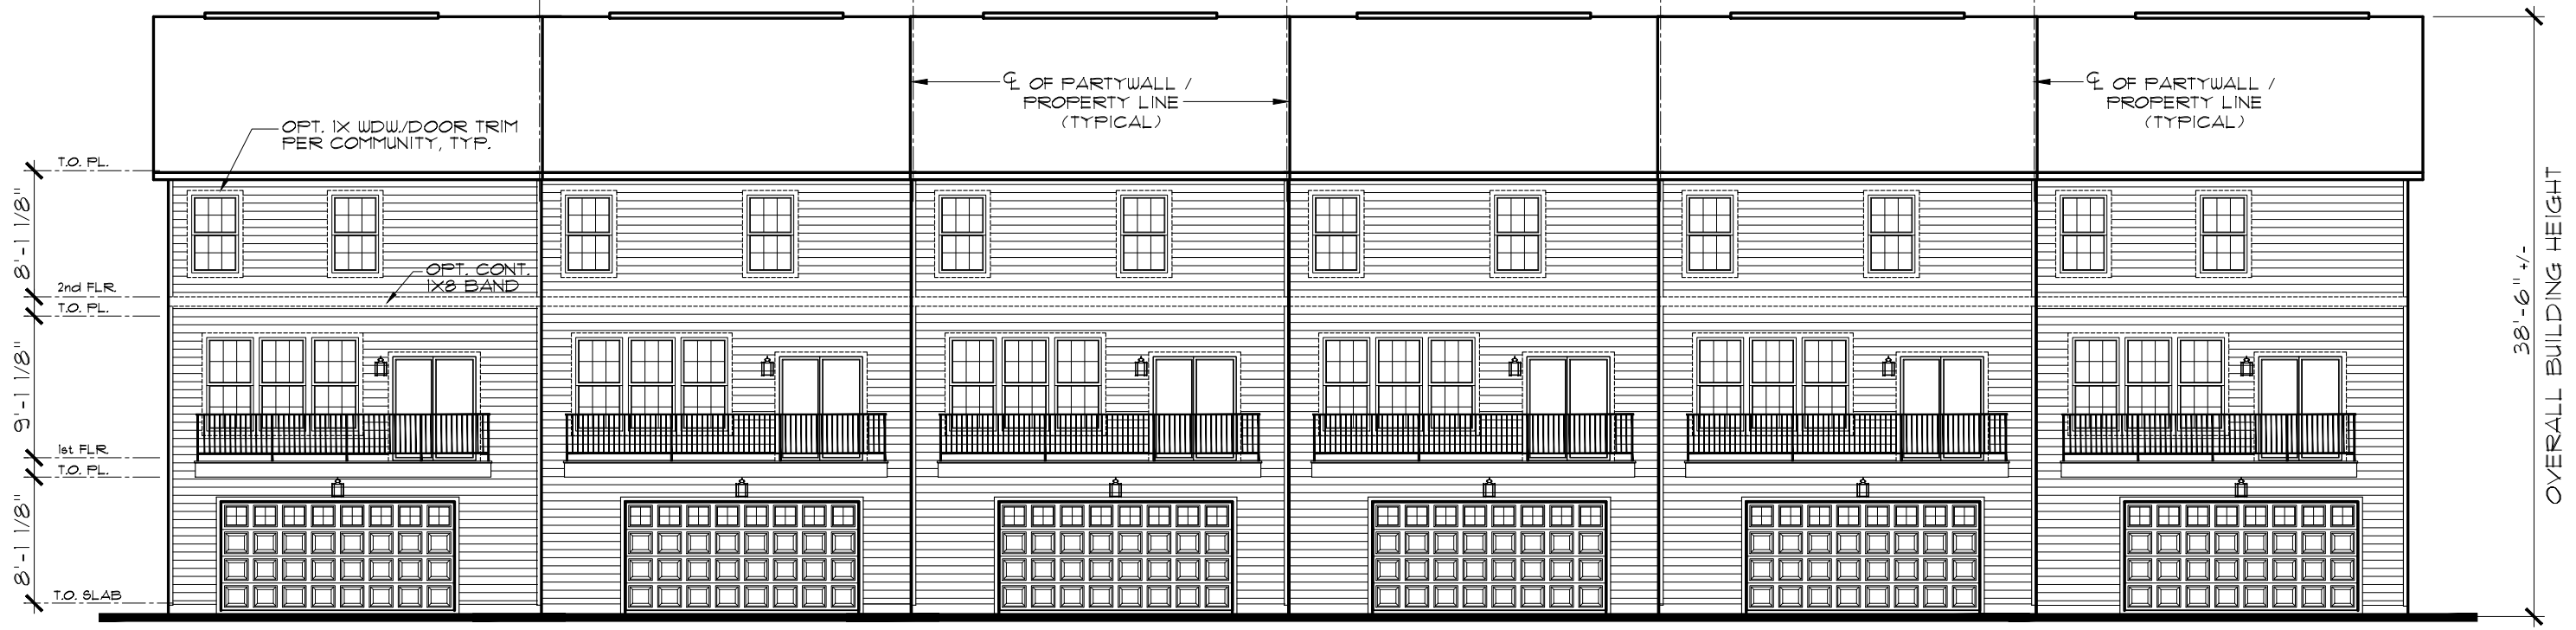 ℄ OF PARTYWALL /
PROPERTY LINE
(TYPICAL)
℄ OF PARTYWALL /
PROPERTY LINE
(TYPICAL)
OPT. 1X WDW./DOOR TRIM
PER COMMUNITY, TYP.
T.O. PL.
8'-1 1/8"
OPT. CONT.
1X8 BAND
2nd FLR.
T.O. PL.
9'-1 1/8"
1st FLR.
T.O. PL.
8'-1 1/8"
T.O. SLAB
38'-6" +/-
OVERALL BUILDING HEIGHT